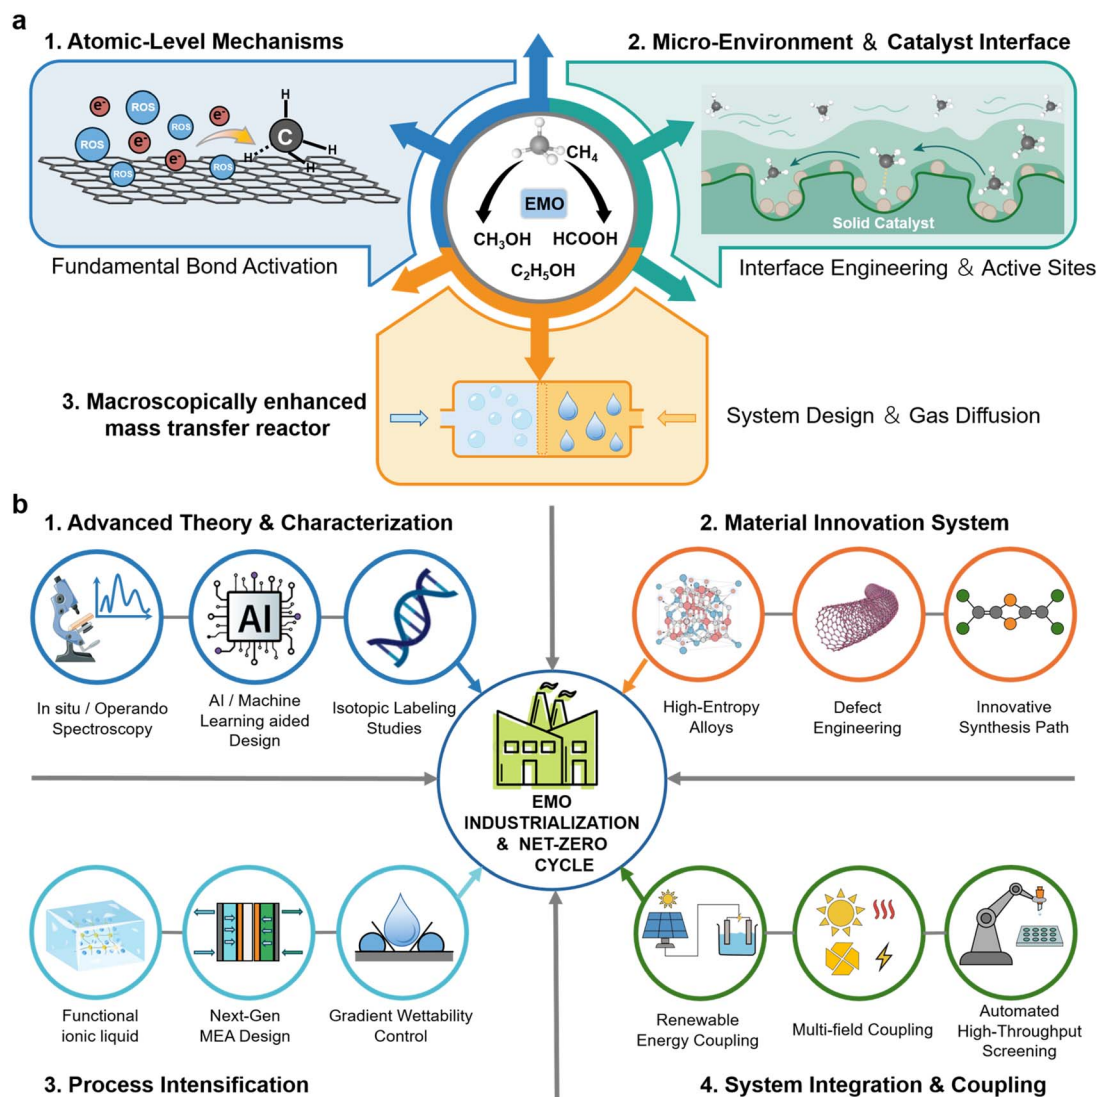 a
1. Atomic-Level Mechanisms
2. Micro-Environment & Catalyst Interface
e-
ROS
e-
H
ROS
ROS
e-
C
e-
H
H
ROS
ROS
H
CH4
EMO
CH3OH
HCOOH
C2H5OH
Solid Catalyst
Fundamental Bond Activation
Interface Engineering & Active Sites
3. Macroscopically enhanced
mass transfer reactor
System Design & Gas Diffusion
b
1. Advanced Theory & Characterization
2. Material Innovation System
AI
In situ / Operando
Spectroscopy
AI / Machine
Learning aided
Design
Isotopic Labeling
Studies
High-Entropy
Alloys
Defect
Engineering
Innovative
Synthesis Path
EMO
INDUSTRIALIZATION
& NET-ZERO
CYCLE
Functional
ionic liquid
Next-Gen
MEA Design
Gradient Wettability
Control
Renewable
Energy Coupling
Multi-field Coupling
Automated
High-Throughput
Screening
3. Process Intensification
4. System Integration & Coupling